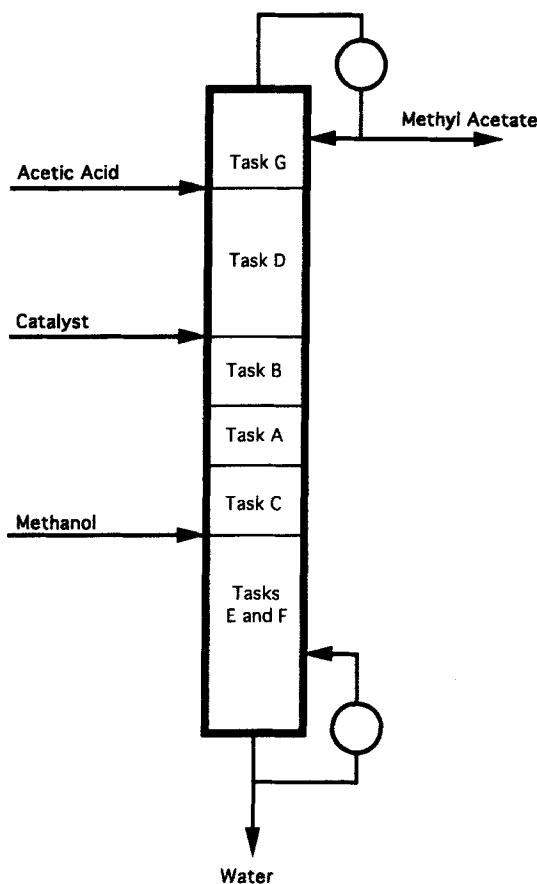 Methyl Acetate
Task G
Acetic Acid
Task D
Catalyst
Task B
Task A
Task C
Methanol
Tasks
E and F
Water